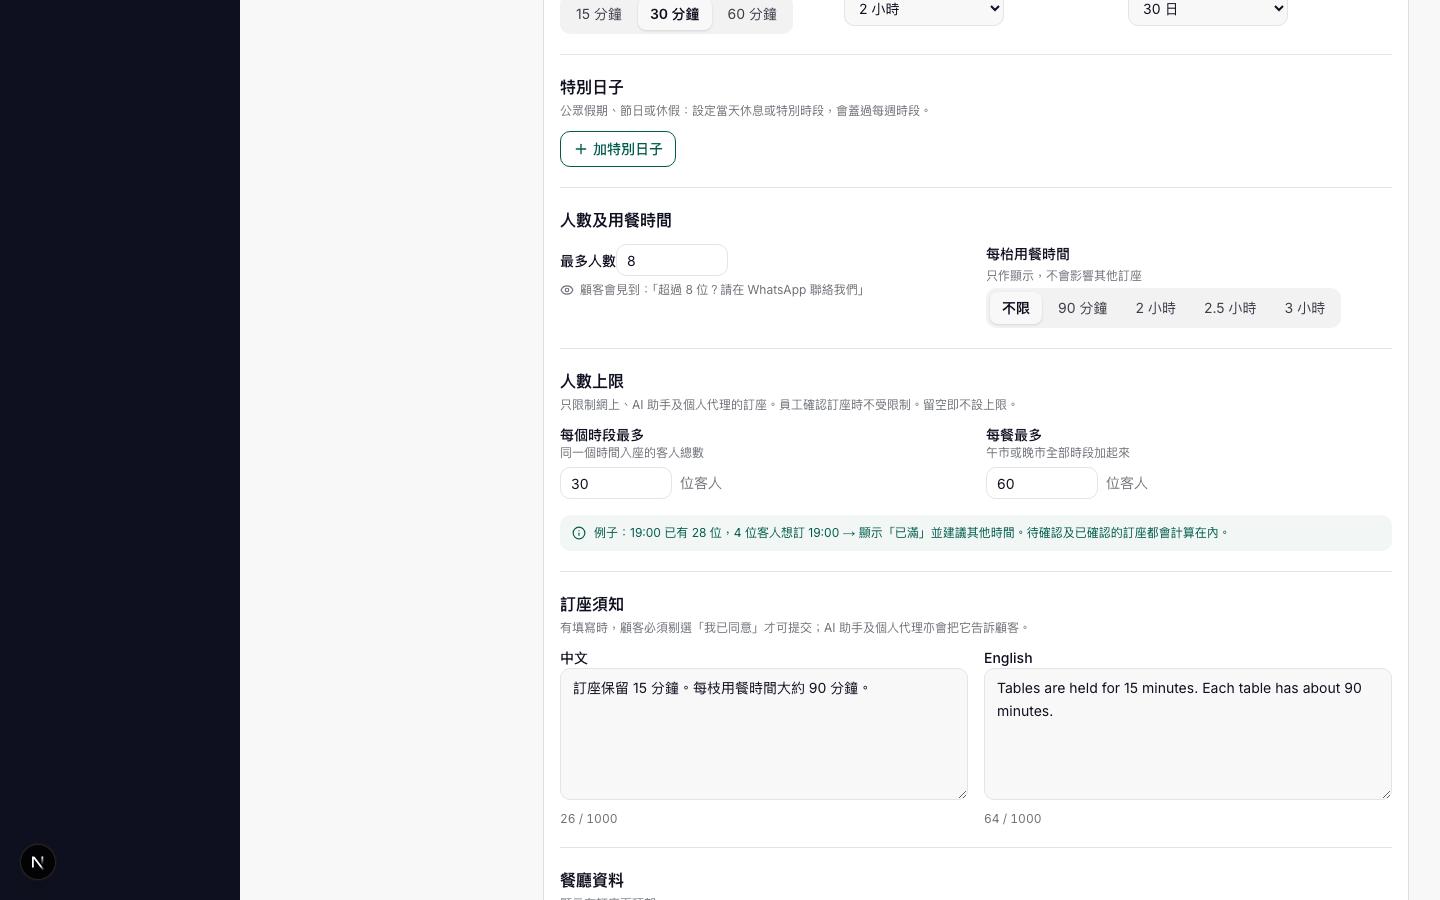 15 分鐘 30 分鐘 60 分鐘 2 小時 30 日
特別日子
公眾假期、節日或休假：設定當天休息或特別時段，會蓋過每週時段。
+ 加特別日子
人數及用餐時間
最多人數 8
顧客會見到：「超過 8 位？請在 WhatsApp 聯絡我們」
每枱用餐時間
只作顯示，不會影響其他訂座
不限 90 分鐘 2 小時 2.5 小時 3 小時
人數上限
只限制網上、AI 助手及個人代理的訂座。員工確認訂座時不受限制。留空即不設上限。
每個時段最多
同一個時間入座的客人總數
30 位客人
每餐最多
午市或晚市全部時段加起來
60 位客人
例子：19:00 已有 28 位，4 位客人想訂 19:00 → 顯示「已滿」並建議其他時間。待確認及已確認的訂座都會計算在內。
訂座須知
有填寫時，顧客必須剔選「我已同意」才可提交；AI 助手及個人代理亦會把它告訴顧客。
中文
訂座保留 15 分鐘。每枝用餐時間大約 90 分鐘。
26 / 1000
English
Tables are held for 15 minutes. Each table has about 90
minutes.
64 / 1000
餐廳資料